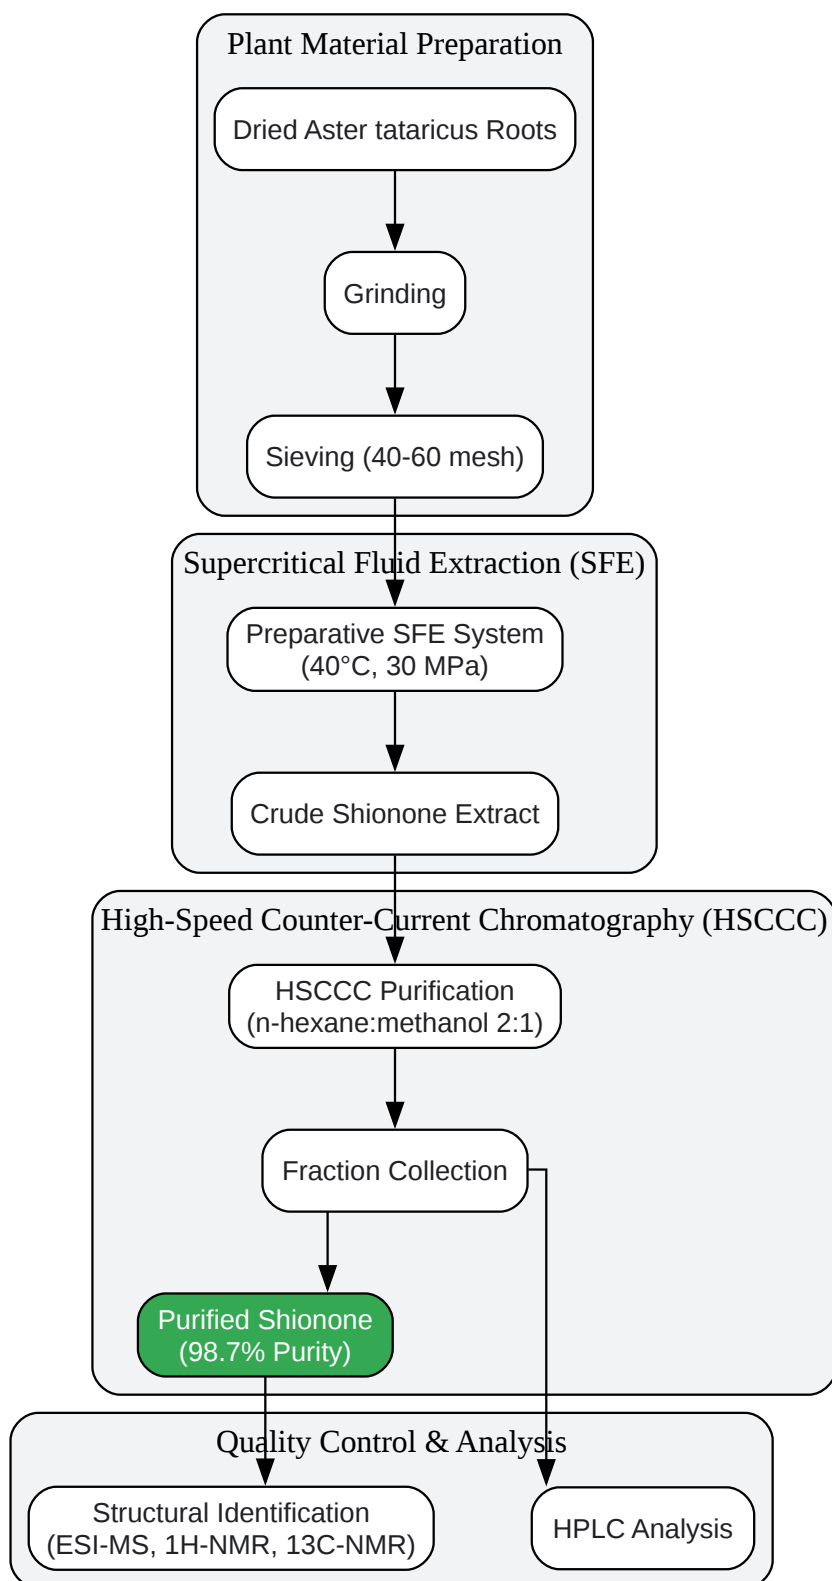 Plant Material Preparation
Dried Aster tataricus Roots
Grinding
Sieving (40-60 mesh)
Supercritical Fluid Extraction (SFE)
Preparative SFE System
(40°C, 30 MPa)
Crude Shionone Extract
High-Speed Counter-Current Chromatography (HSCCC)
HSCCC Purification
(n-hexane:methanol 2:1)
Fraction Collection
Purified Shionone
(98.7% Purity)
Quality Control & Analysis
Structural Identification
(ESI-MS, 1H-NMR, 13C-NMR)
HPLC Analysis